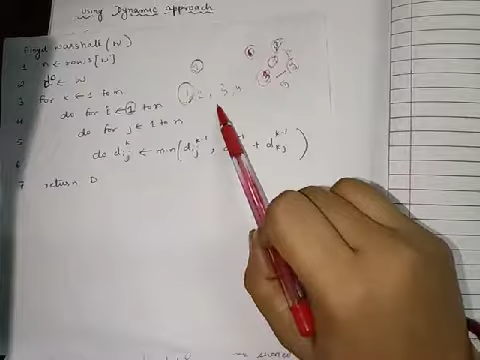 using Dynamic approach
Floyd Warshall (W)
1 n ← rows [W]
2 d⁰ ← W
3 for k ← 1 to n
1, 2, 3, 4
4 do for i ← 1 to n
5 do for j ← 1 to n
6 do dᵢⱼᵏ ← min (dᵢⱼᵏ⁻¹, + dₖⱼᵏ⁻¹)
7 return D